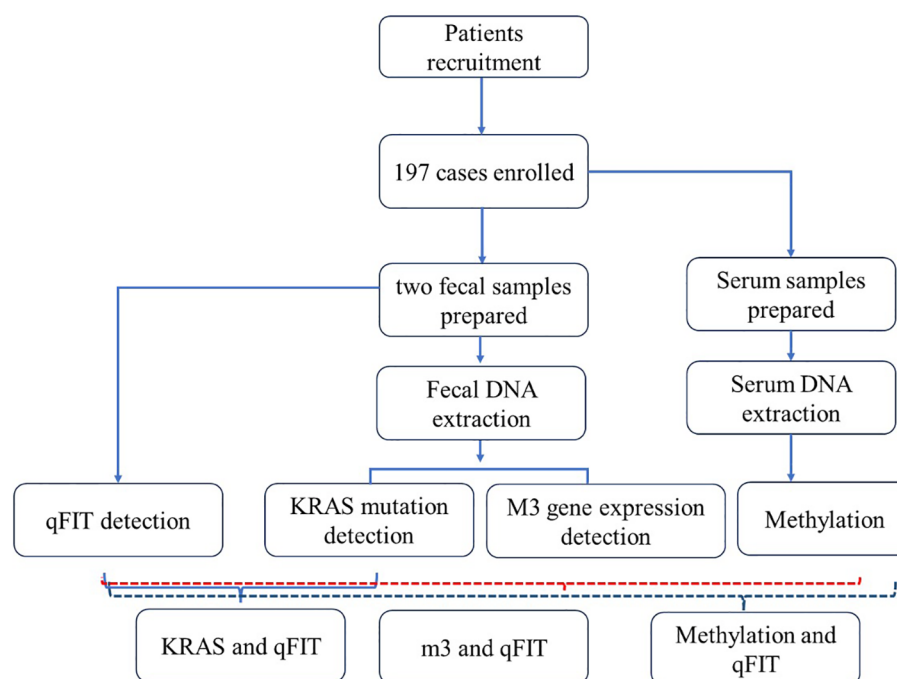 Patients
recruitment
197 cases enrolled
two fecal samples
prepared
Serum samples
prepared
Fecal DNA
extraction
Serum DNA
extraction
qFIT detection
KRAS mutation
detection
M3 gene expression
detection
Methylation
KRAS and qFIT
m3 and qFIT
Methylation and
qFIT